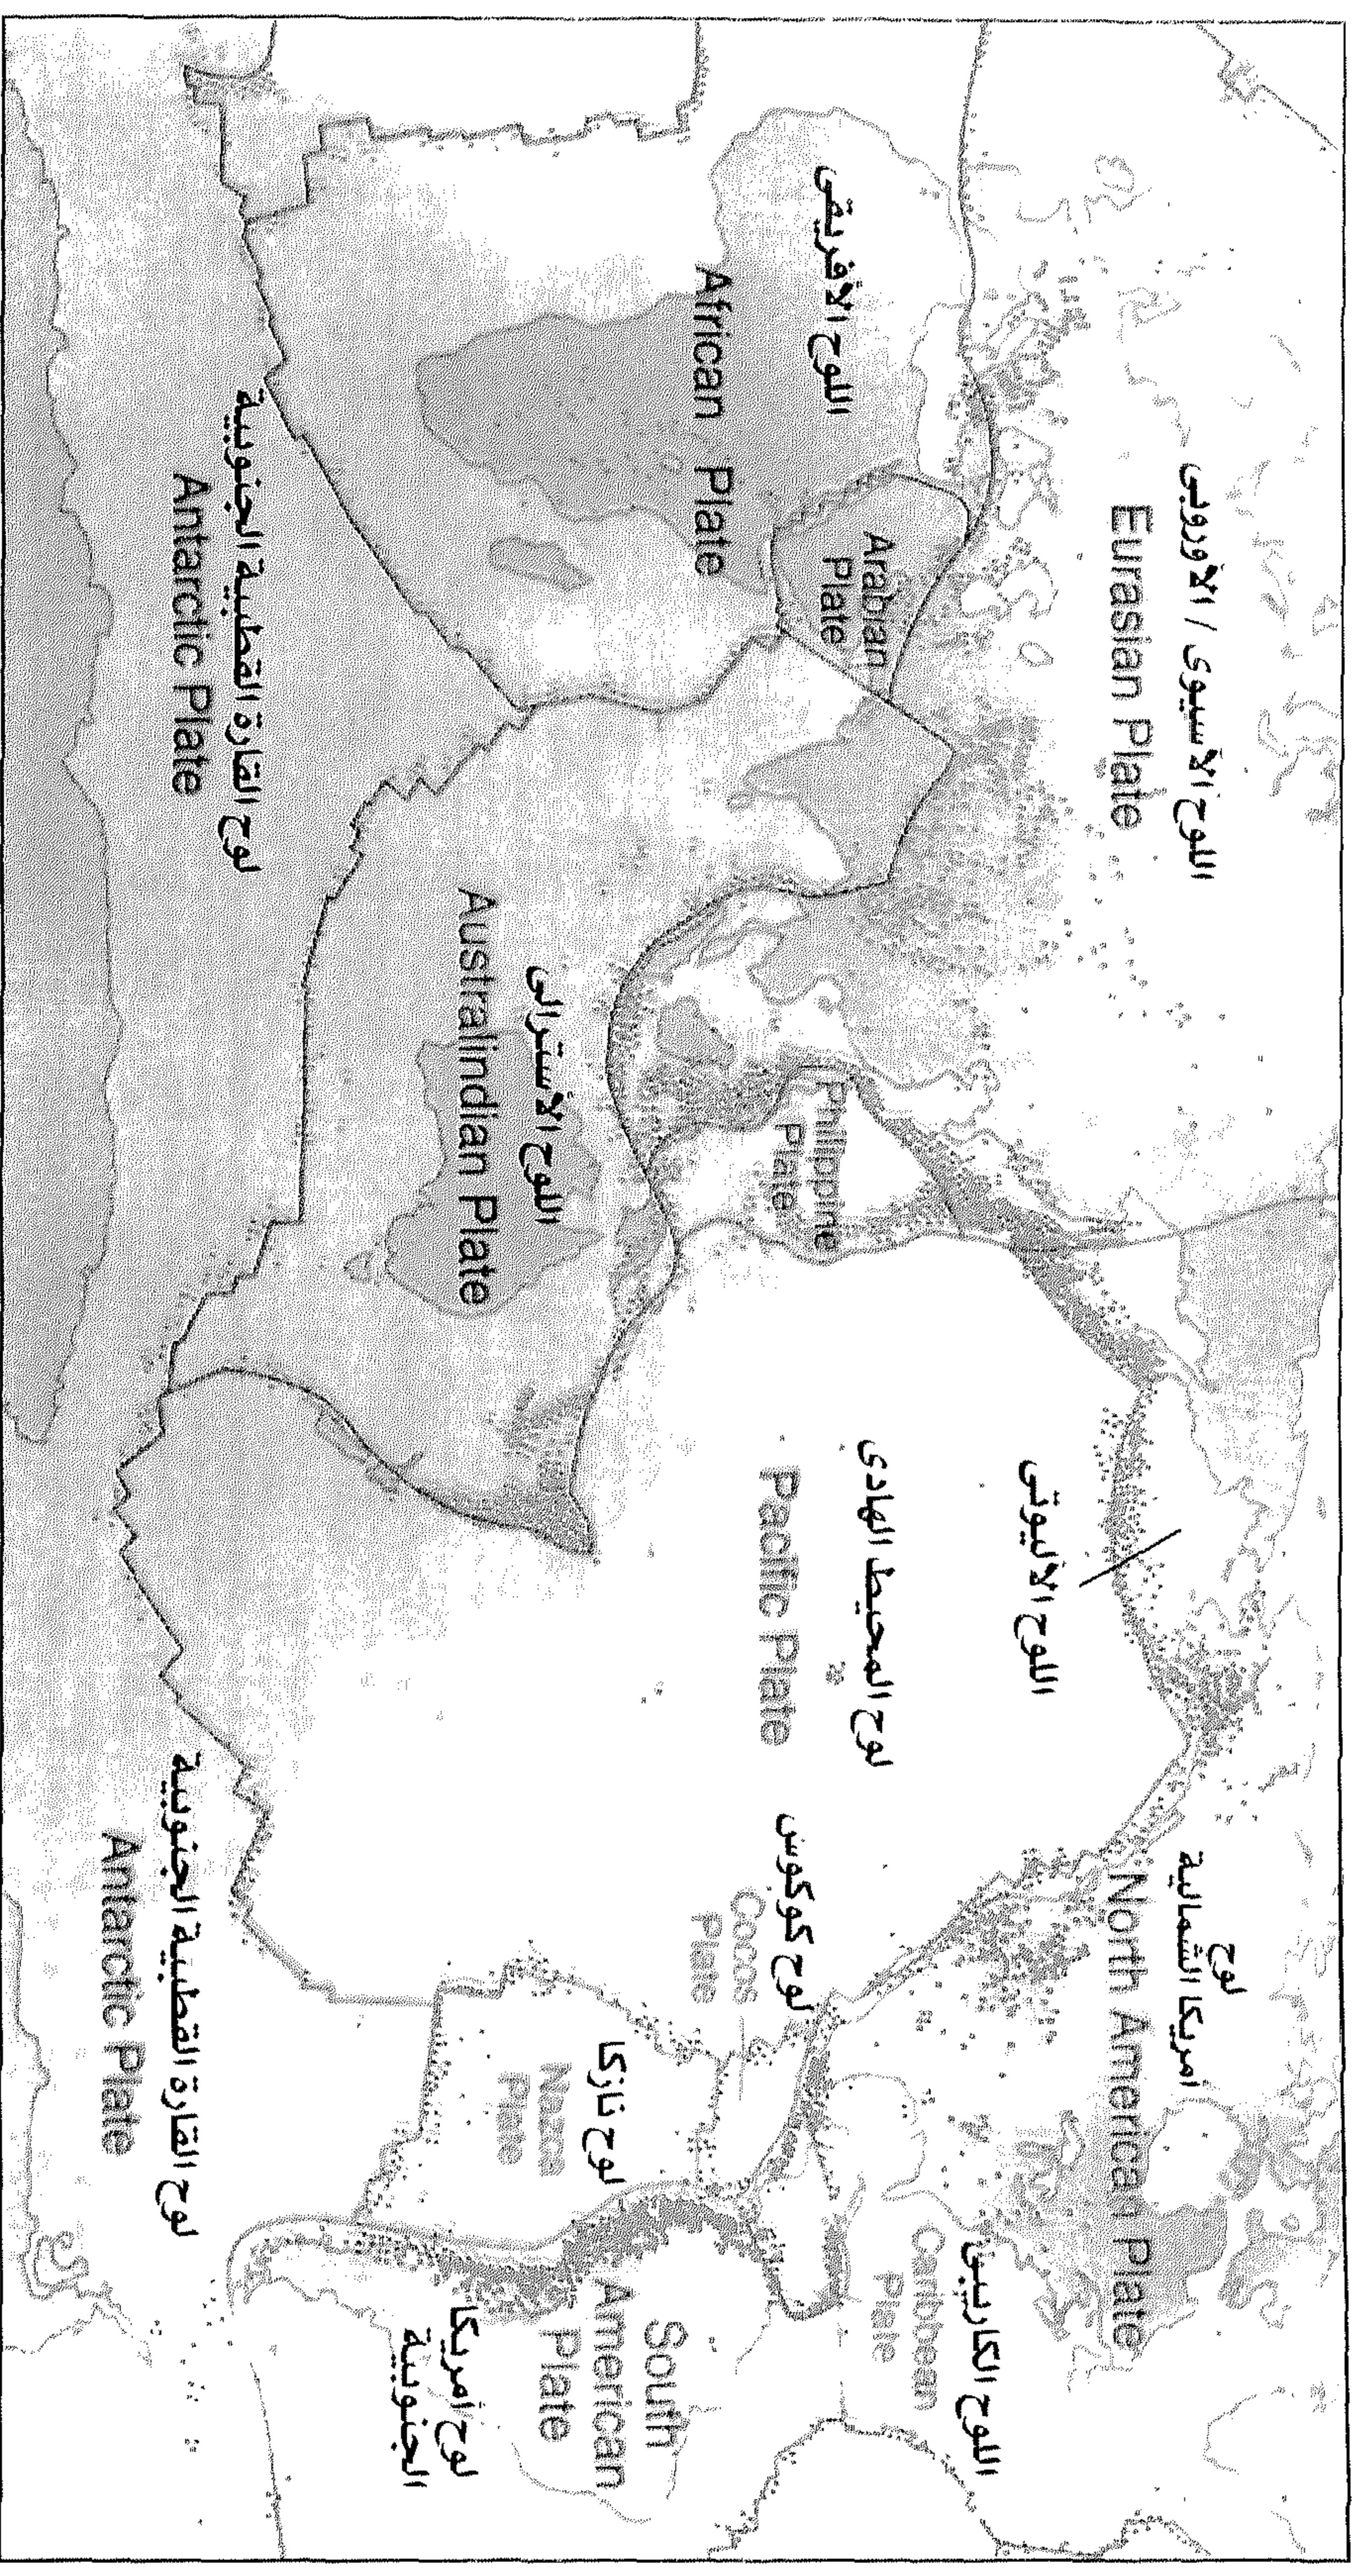 اللوح الأسيوى / الأوروبى
Eurasian Plate
اللوح الأفريقى
African Plate
Arabian
Plate
لوح القارة القطبية الجنوبية
Antarctic Plate
اللوح الأسترالى
Australindian Plate
Philippine
Plate
اللوح الأليوتى
لوح المحيط الهادى
Pacific Plate
لوح
امريكا الشمالية
North American Plate
لوح كوكوس
Cocos
Plate
اللوح الكاريبى
Caribbean
Plate
لوح نازكا
Nazca
Plate
South
American
Plate
لوح أمريكا
الجنوبية
لوح القارة القطبية الجنوبية
Antarctic Plate